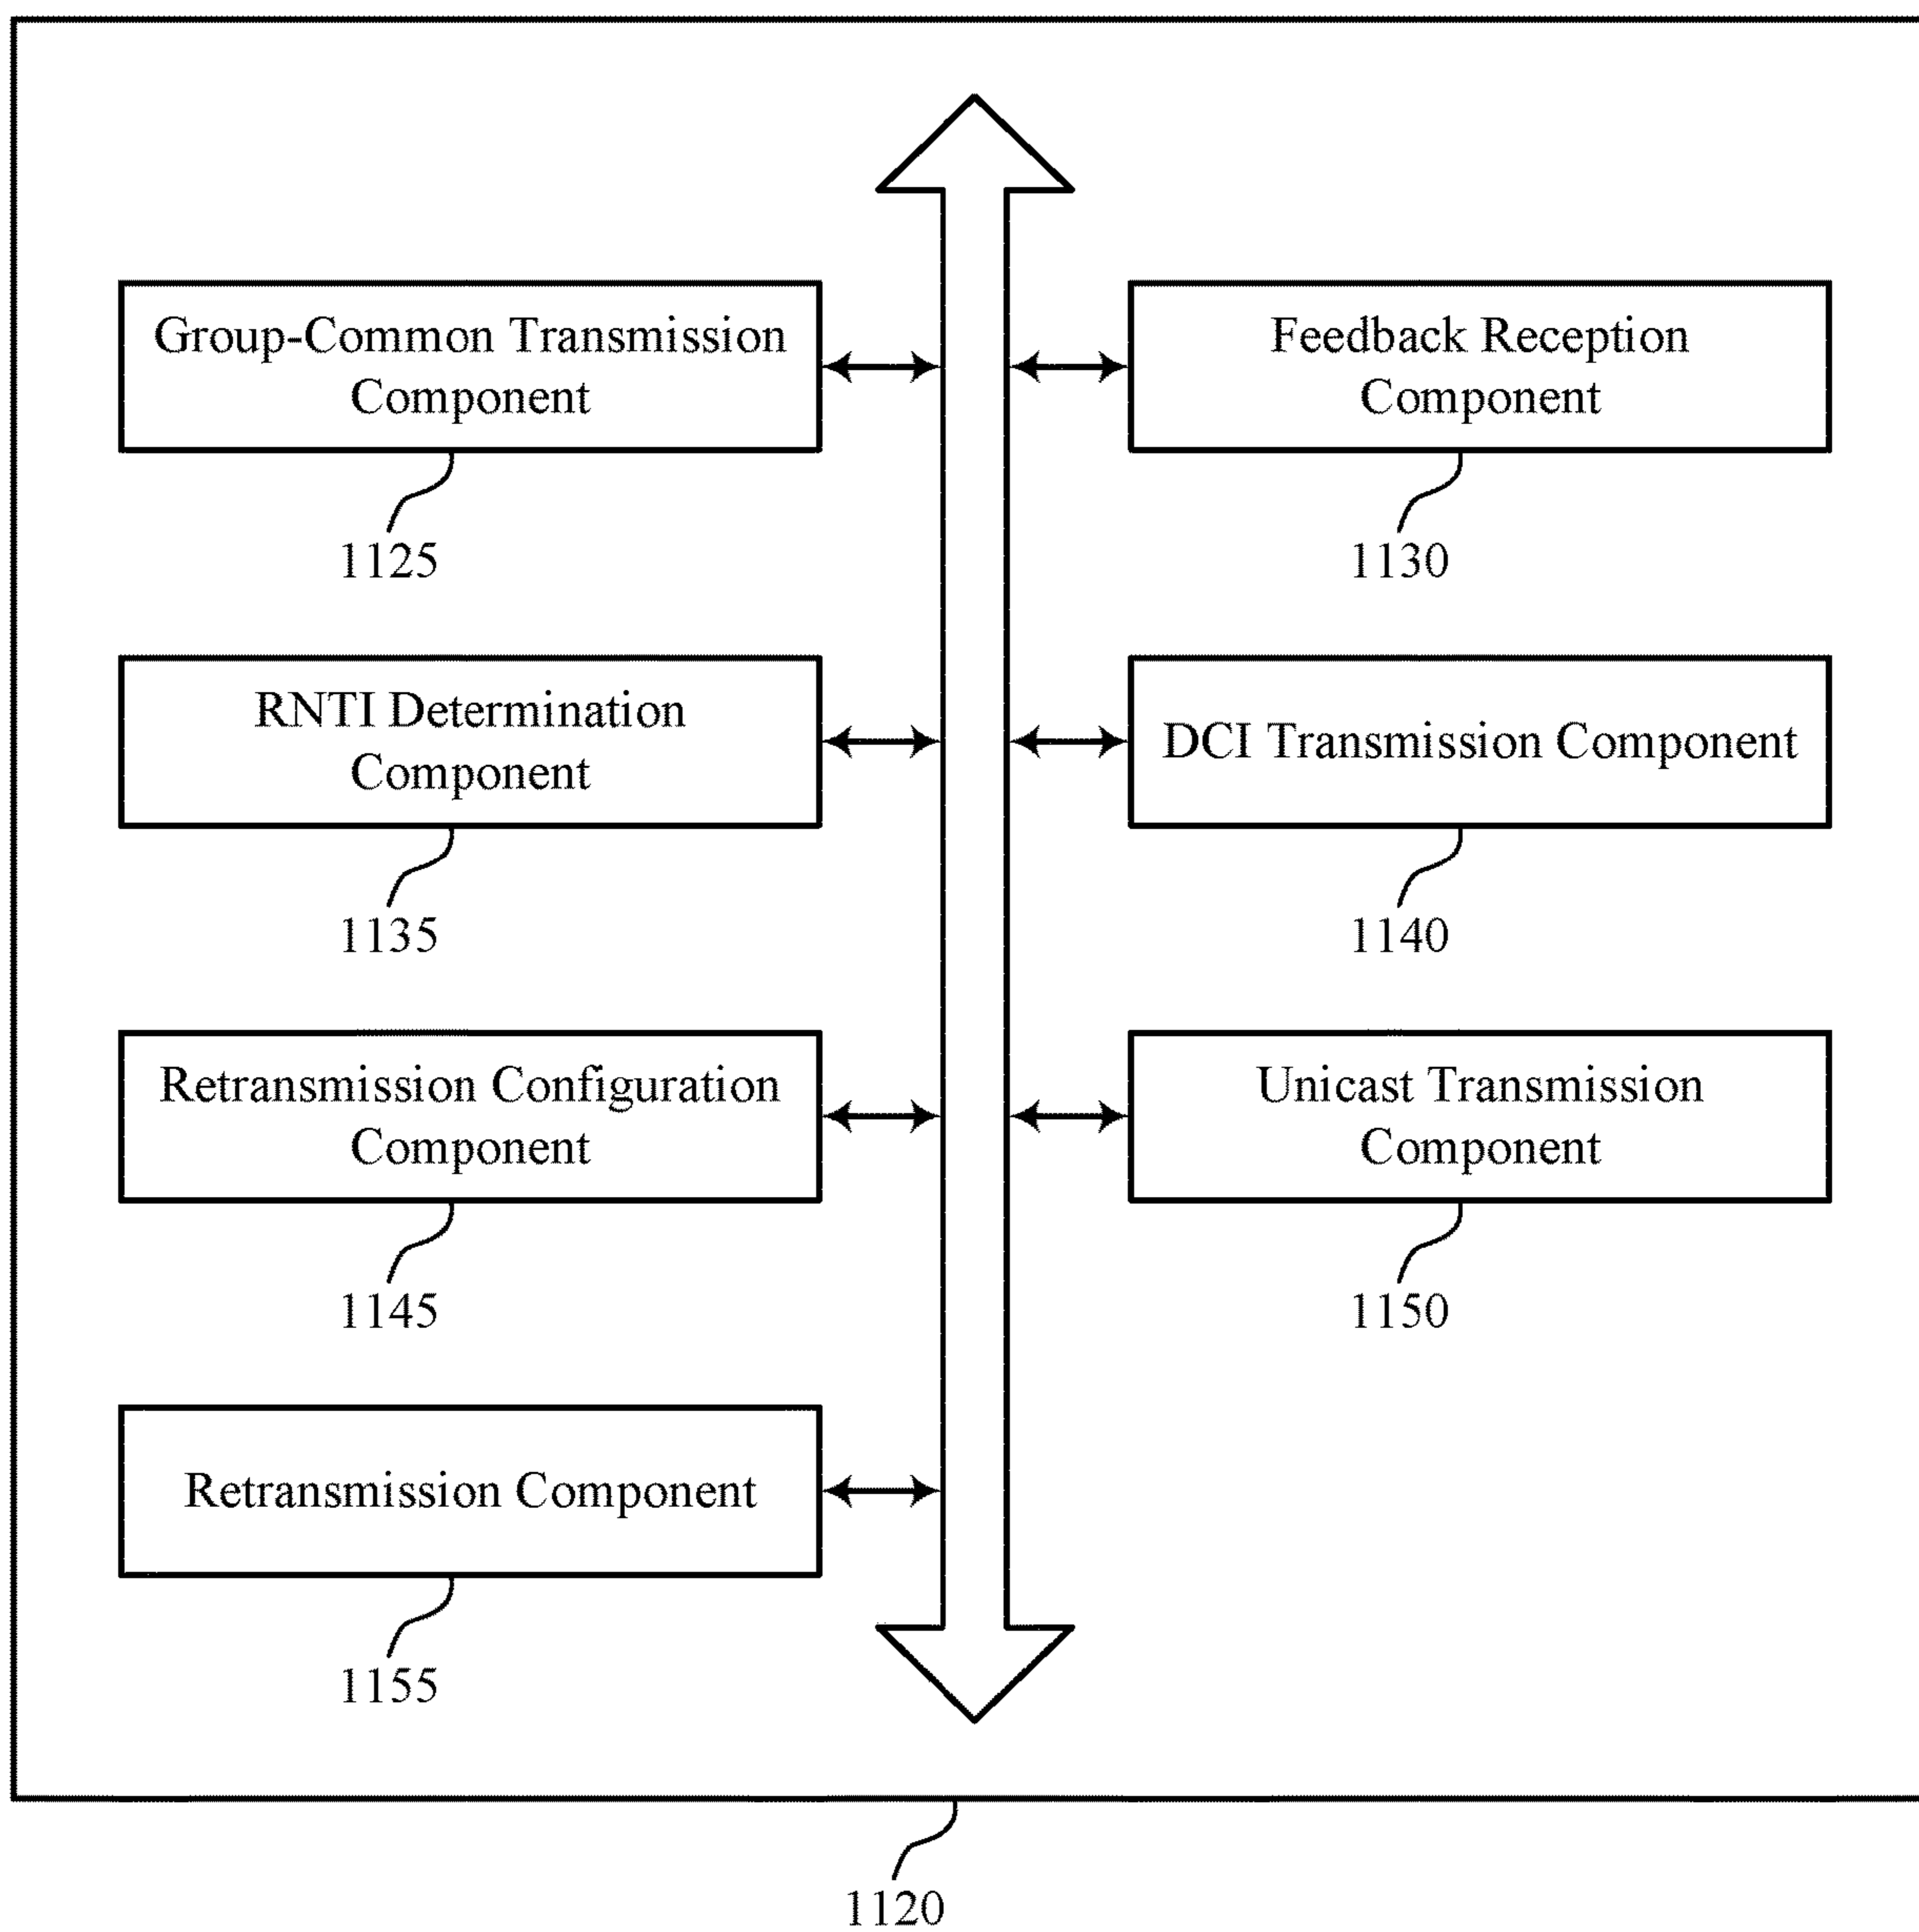 Group-Common Transmission
Component
1125
Feedback Reception
Component
1130
RNTI Determination
Component
1135
DCI Transmission Component
1140
Retransmission Configuration
Component
1145
Unicast Transmission
Component
1150
Retransmission Component
1155
1120